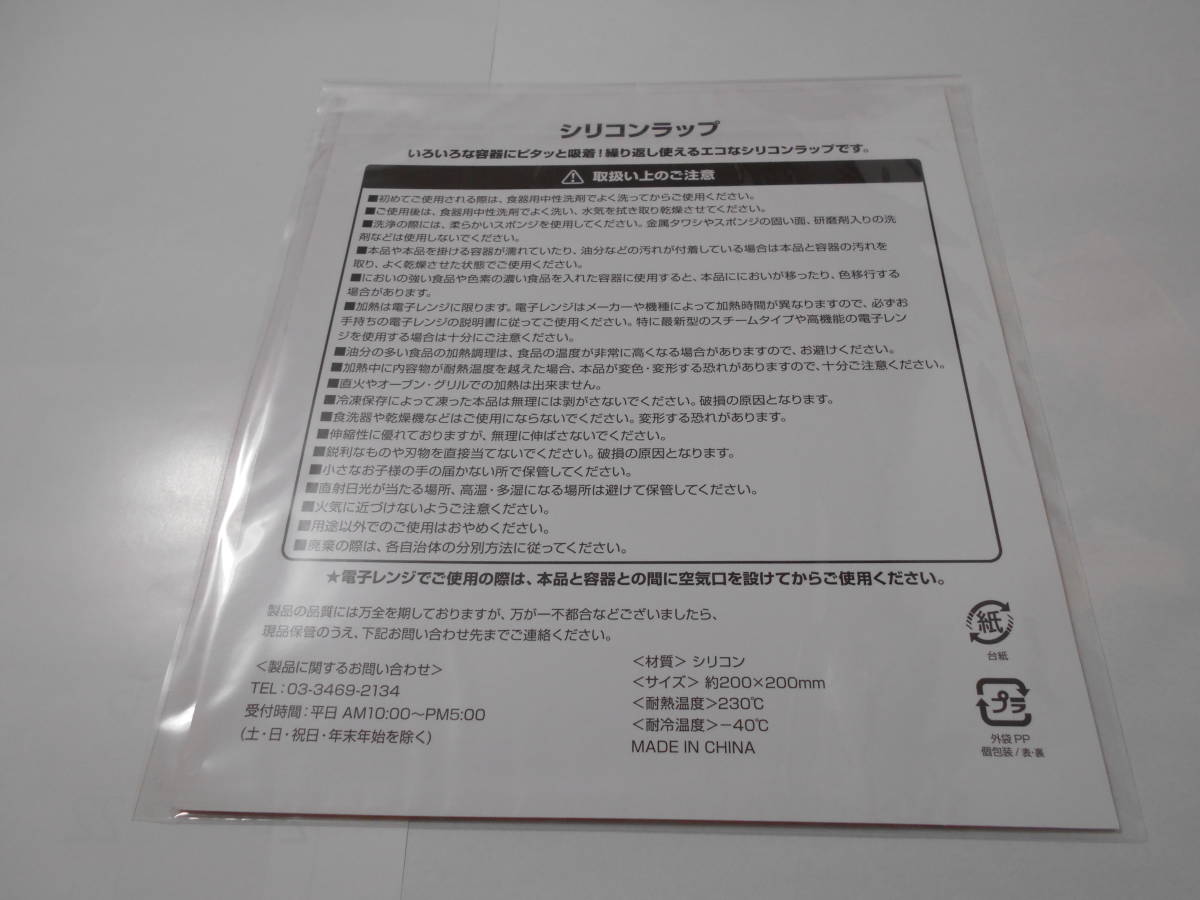 シリコンラップ
いろいろな容器にピタッと吸着!繰り返し使えるエコなシリコンラップです。
取扱い上のご注意
■初めてご使用される際は、食器用中性洗剤でよく洗ってからご使用ください。
■ご使用後は、食器用中性洗剤でよく洗い、水気を拭き取り乾燥させてください。
■洗浄の際には、柔らかいスポンジを使用してください。金属タワシやスポンジの固い面、研磨剤入りの洗
剤などは使用しないでください。
■本品や本品を掛ける容器が濡れていたり、油分などの汚れが付着している場合は本品と容器の汚れを
取り、よく乾燥させた状態でご使用ください。
■においの強い食品や色素の濃い食品を入れた容器に使用すると、本品ににおいが移ったり、色移行する
場合があります。
■加熱は電子レンジに限ります。電子レンジはメーカーや機種によって加熱時間が異なりますので、必ずお
手持ちの電子レンジの説明書に従ってご使用ください。特に最新型のスチームタイプや高機能の電子レン
ジを使用する場合は十分にご注意ください。
■油分の多い食品の加熱調理は、食品の温度が非常に高くなる場合がありますので、お避けください。
■加熱中に内容物が耐熱温度を越えた場合、本品が変色・変形する恐れがありますので、十分ご注意ください。
■直火やオーブン・グリルでの加熱は出来ません。
■冷凍保存によって凍った本品は無理には剥がさないでください。破損の原因となります。
■食洗器や乾燥機などはご使用にならないでください。変形する恐れがあります。
■伸縮性に優れておりますが、無理に伸ばさないでください。
■鋭利なものや刃物を直接当てないでください。破損の原因となります。
■小さなお子様の手の届かない所で保管してください。
■直射日光が当たる場所、高温・多湿になる場所は避けて保管してください。
■火気に近づけないようご注意ください。
■用途以外でのご使用はおやめください。
■廃棄の際は、各自治体の分別方法に従ってください。
★電子レンジでご使用の際は、本品と容器との間に空気口を設けてからご使用ください。
製品の品質には万全を期しておりますが、万が一不都合などございましたら、
現品保管のうえ、下記お問い合わせ先までご連絡ください。
＜製品に関するお問い合わせ＞
TEL:03-3469-2134
受付時間:平日 AM10:00〜PM5:00
(土・日・祝日・年末年始を除く)
＜材質＞ シリコン
＜サイズ＞ 約200×200mm
＜耐熱温度＞230℃
＜耐冷温度＞−40℃
MADE IN CHINA
紙
台紙
プラ
外袋 PP
個包装/表・裏